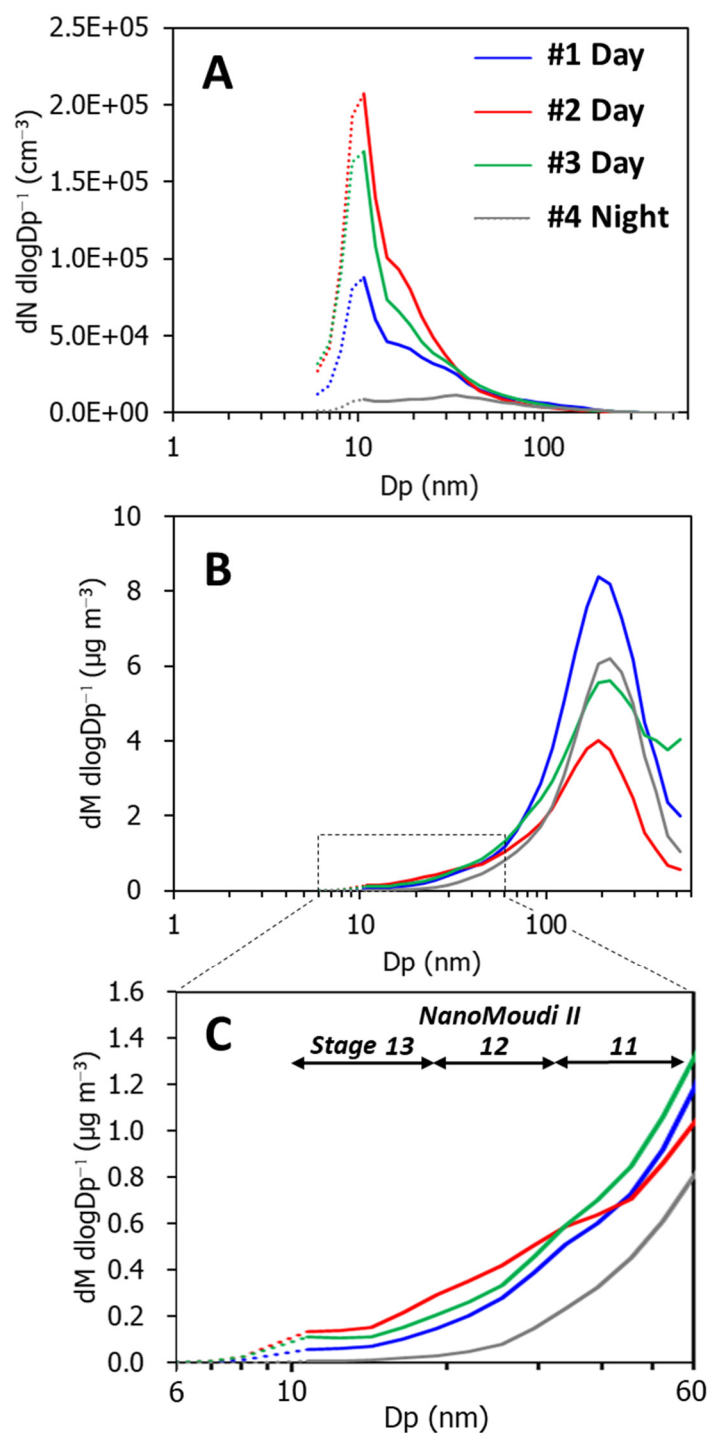 2.5E+05
A
#1 Day
2.0E+05
#2 Day
1.5E+05
#3 Day
1.0E+05
#4 Night
5.0E+04
0.0E+00
dN dlogDp⁻¹ (cm⁻³)
1 10 100
Dp (nm)
10
B
8
6
4
2
0
dM dlogDp⁻¹ (µg m⁻³)
1 10 100
Dp (nm)
1.6
C
NanoMoudi II
1.4
Stage 13 12 11
1.2
1.0
0.8
0.6
0.4
0.2
0.0
dM dlogDp⁻¹ (µg m⁻³)
6 10 60
Dp (nm)